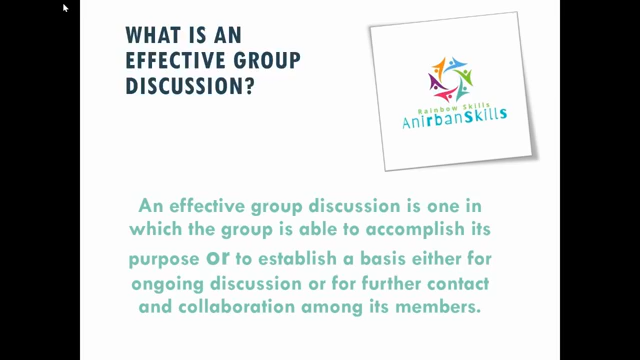 WHAT IS AN
EFFECTIVE GROUP
DISCUSSION?
Rainbow Skills
AnirbanSkills
An effective group discussion is one in
which the group is able to accomplish its
purpose or to establish a basis either for
ongoing discussion or for further contact
and collaboration among its members.